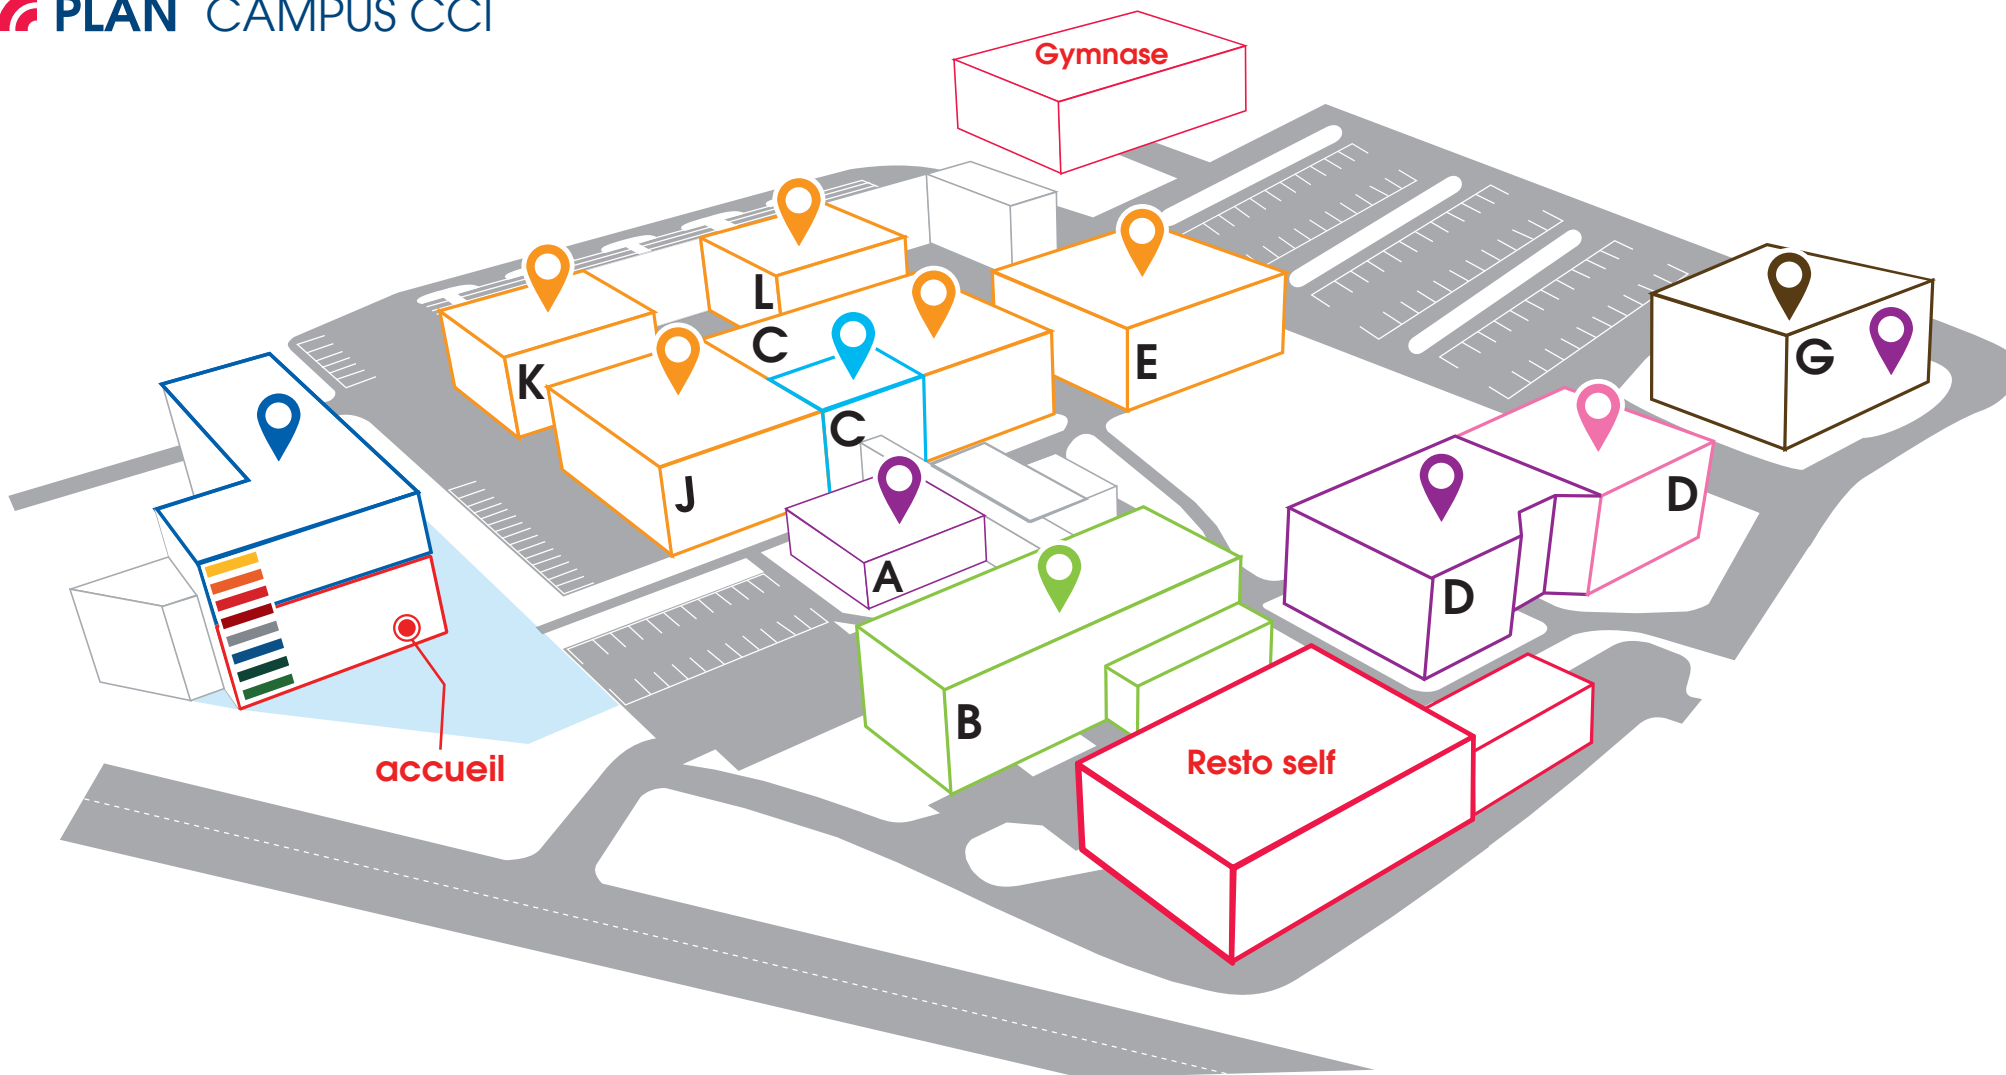 PLAN CAMPUS CCI
Gymnase
L
C
K
E
G
C
J
D
A
D
B
Resto self
accueil